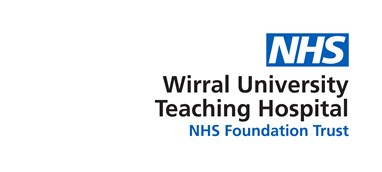 NHS
Wirral University
Teaching Hospital
NHS Foundation Trust